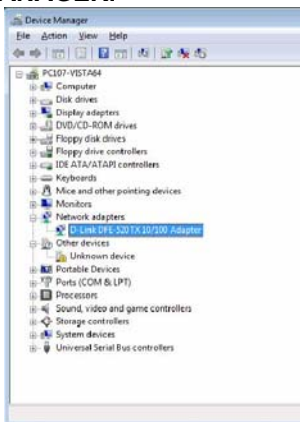 Device Manager
File Action View Help
PC107-VISTA64
Computer
Disk drives
Display adapters
DVD/CD-ROM drives
Floppy disk drives
Floppy drive controllers
IDE ATA/ATAPI controllers
Keyboards
Mice and other pointing devices
Monitors
Network adapters
D-Link DFE-520TX 10/100 Adapter
Other devices
Unknown device
Portable Devices
Ports (COM & LPT)
Processors
Sound, video and game controllers
Storage controllers
System devices
Universal Serial Bus controllers